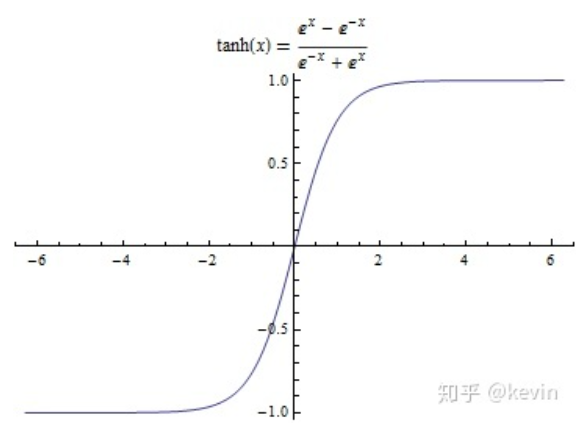 tanh(x) = (e^x − e^−x) / (e^−x + e^x)
1.0
0.5
−6 −4 −2 2 4 6
−0.5
−1.0
知乎 @kevin